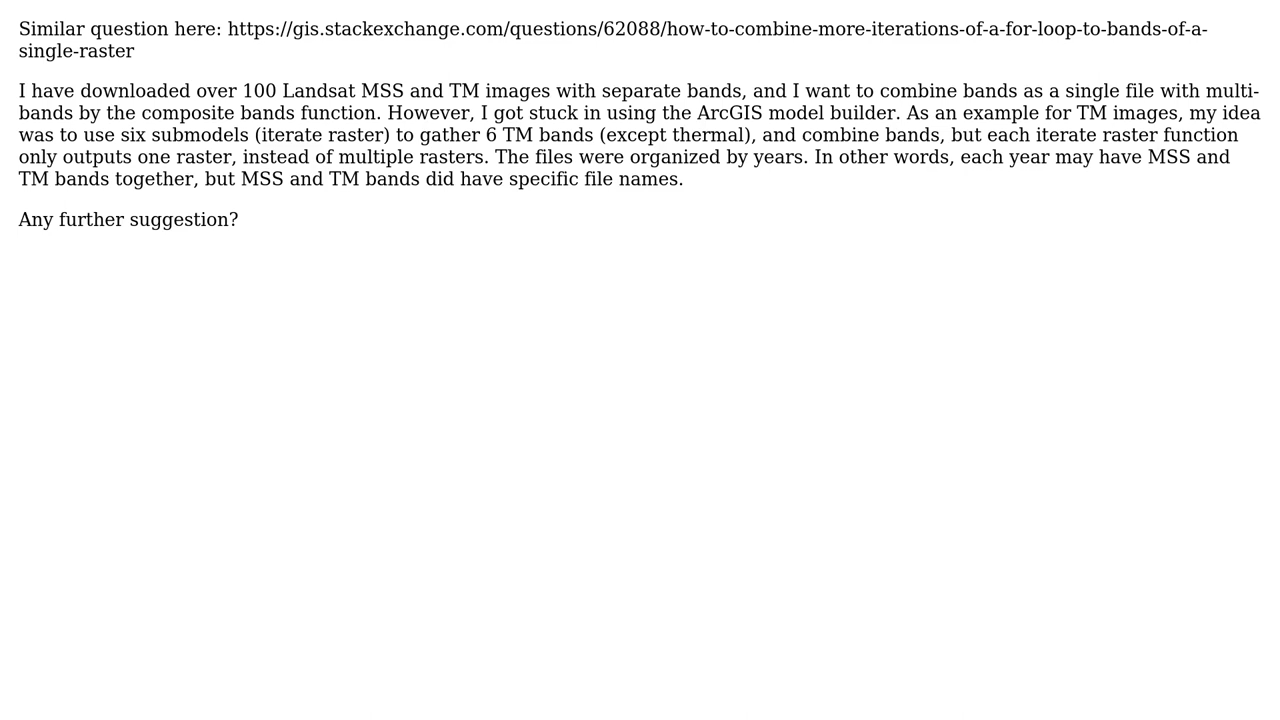 Similar question here: https://gis.stackexchange.com/questions/62088/how-to-combine-more-iterations-of-a-for-loop-to-bands-of-a-
single-raster
I have downloaded over 100 Landsat MSS and TM images with separate bands, and I want to combine bands as a single file with multi-
bands by the composite bands function. However, I got stuck in using the ArcGIS model builder. As an example for TM images, my idea
was to use six submodels (iterate raster) to gather 6 TM bands (except thermal), and combine bands, but each iterate raster function
only outputs one raster, instead of multiple rasters. The files were organized by years. In other words, each year may have MSS and
TM bands together, but MSS and TM bands did have specific file names.
Any further suggestion?